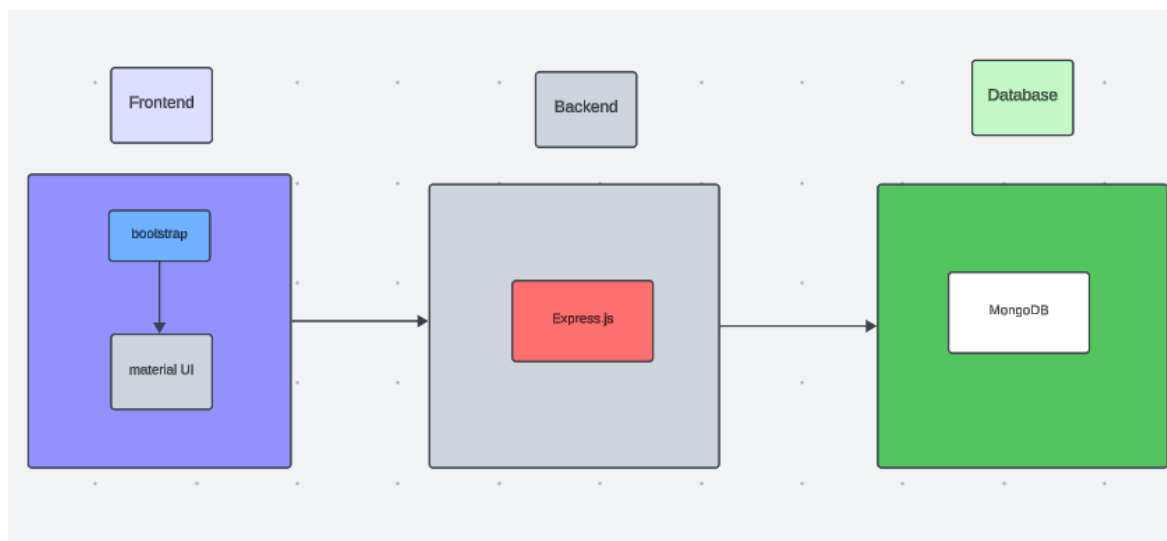 Frontend
Backend
Database
bootstrap
material UI
Express.js
MongoDB